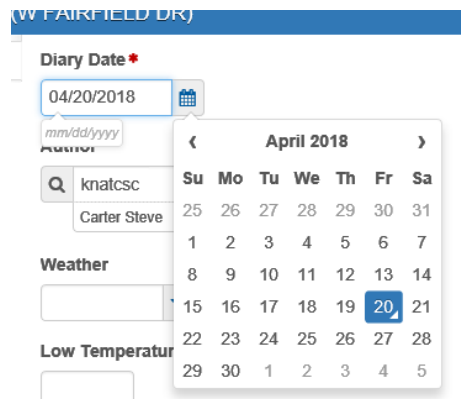 (W FAIRFIELD DR)
Diary Date*
04/20/2018
mm/dd/yyyy
Author
knatcsc
Carter Steve
Weather
Low Temperatur
‹ April 2018 ›
Su Mo Tu We Th Fr Sa
25 26 27 28 29 30 31
1 2 3 4 5 6 7
8 9 10 11 12 13 14
15 16 17 18 19 20 21
22 23 24 25 26 27 28
29 30 1 2 3 4 5